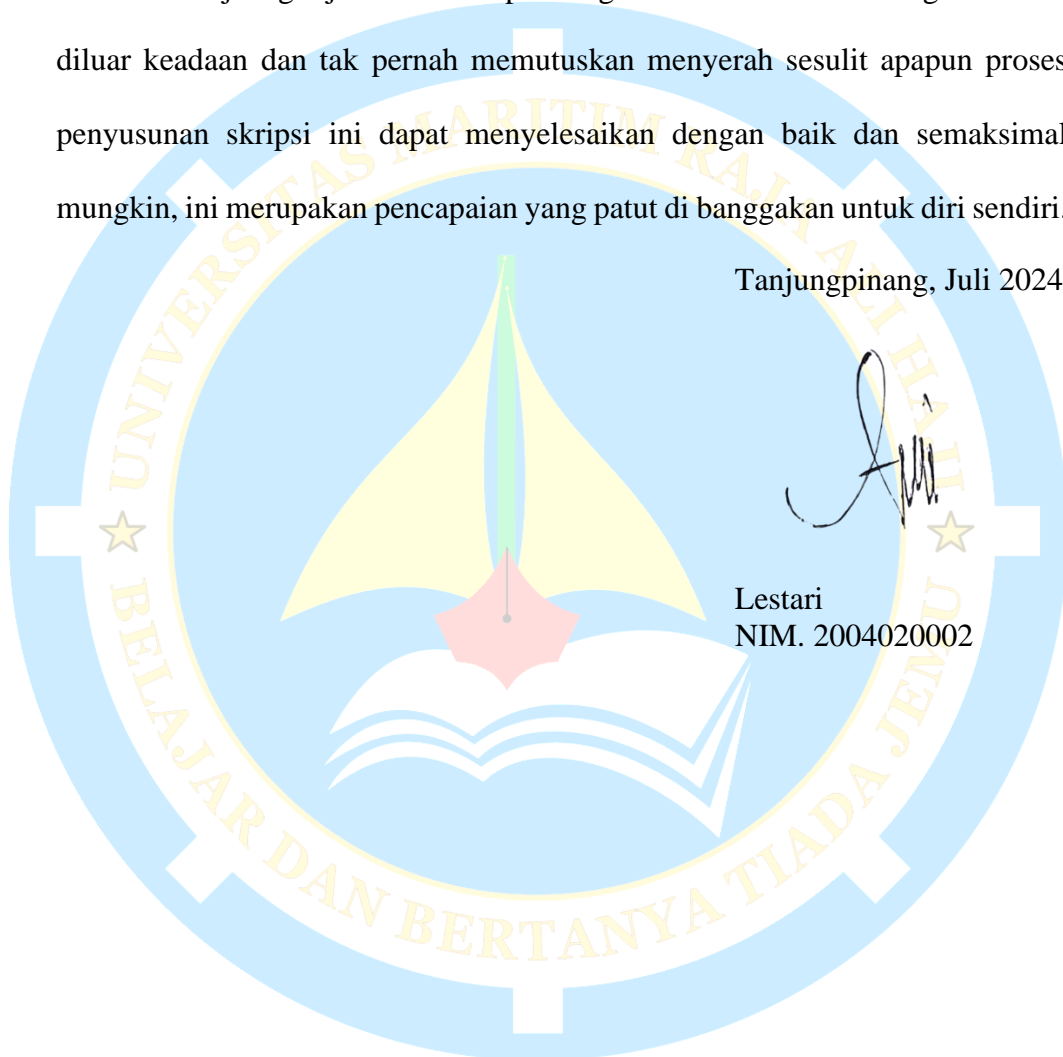 diluar keadaan dan tak pernah memutuskan menyerah sesulit apapun proses
penyusunan skripsi ini dapat menyelesaikan dengan baik dan semaksimal
mungkin, ini merupakan pencapaian yang patut di banggakan untuk diri sendiri.
Tanjungpinang, Juli 2024
Lestari
NIM. 2004020002
UNIVERSITAS MARITIM RAJA ALI HAJI
BELAJAR DAN BERTANYA TIADA JEMU